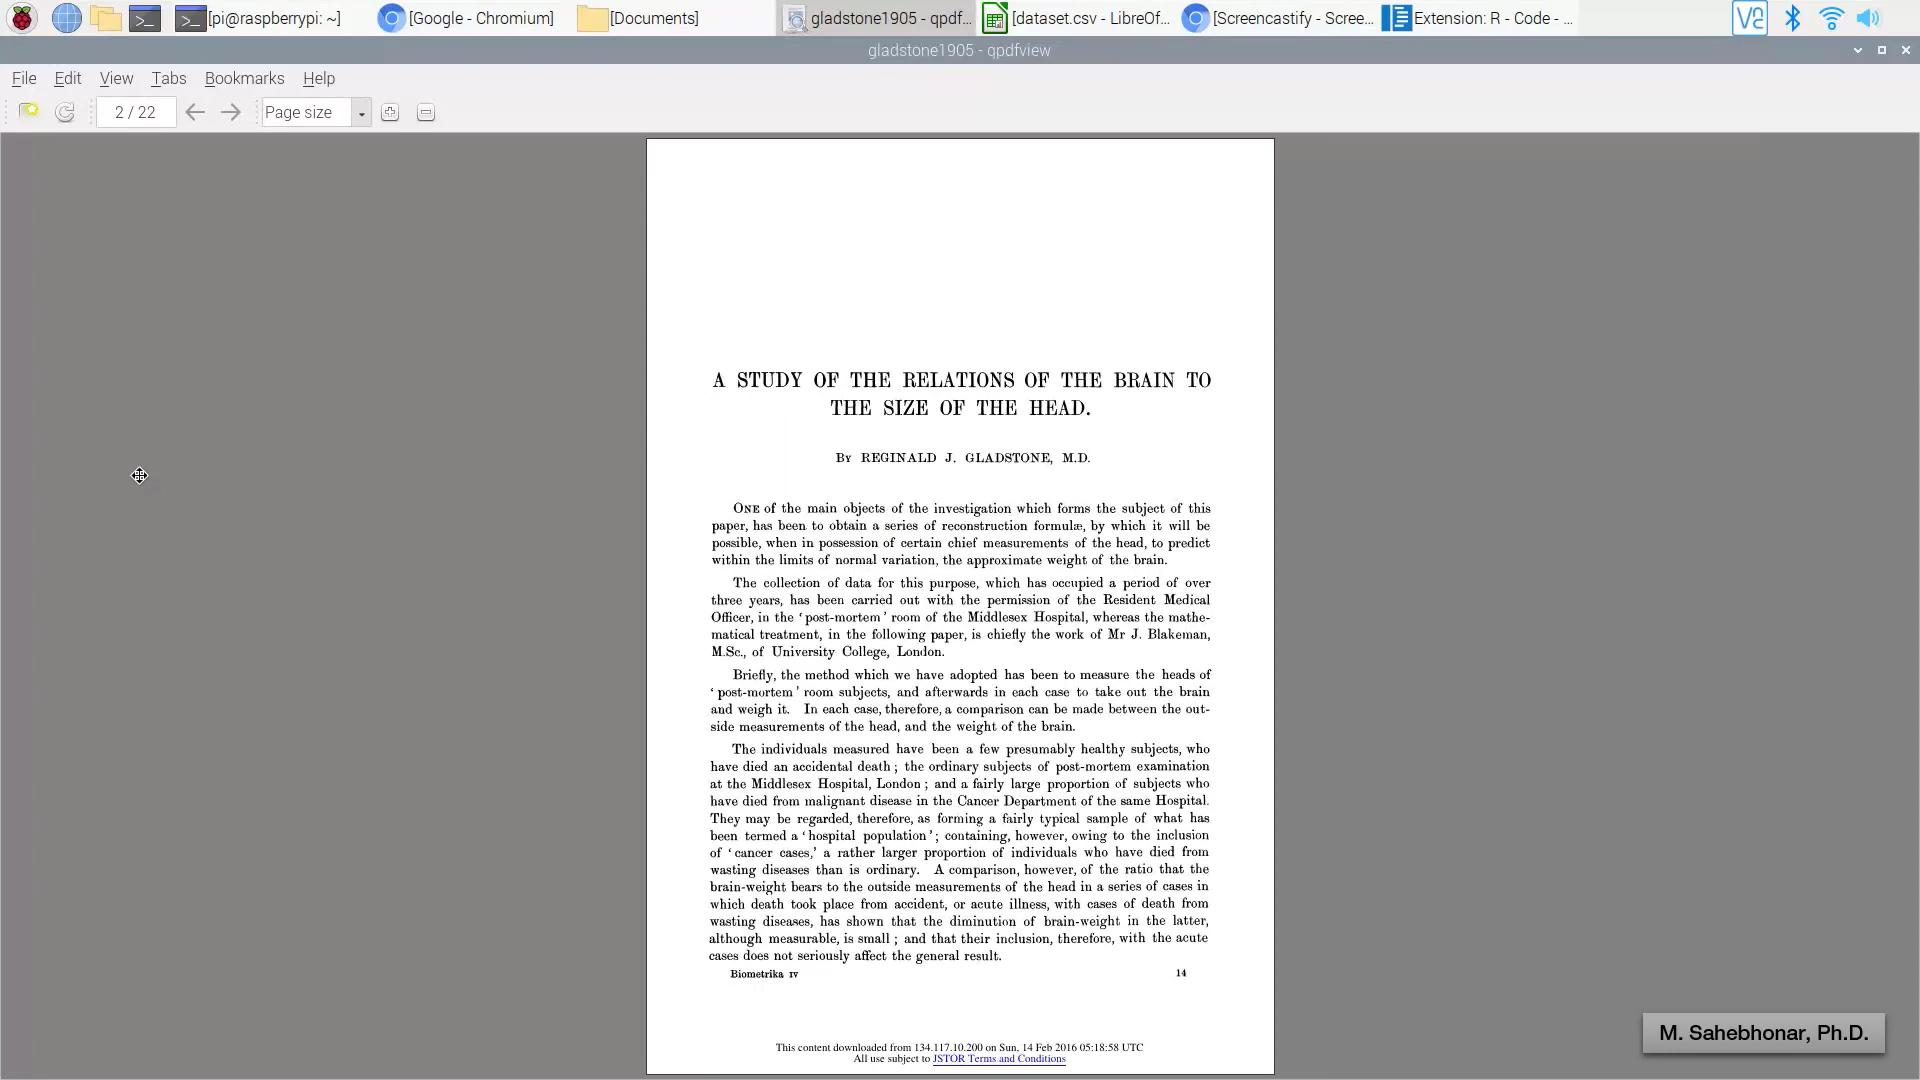 [pi@raspberrypi: ~]
[Google - Chromium]
[Documents]
gladstone1905 - qpdf...
[dataset.csv - LibreOf...
[Screencastify - Scree...
Extension: R - Code - ...
gladstone1905 - qpdfview
File Edit View Tabs Bookmarks Help
2 / 22
Page size
A STUDY OF THE RELATIONS OF THE BRAIN TO
THE SIZE OF THE HEAD.
By REGINALD J. GLADSTONE, M.D.
ONE of the main objects of the investigation which forms the subject of this
paper, has been to obtain a series of reconstruction formulæ, by which it will be
possible, when in possession of certain chief measurements of the head, to predict
within the limits of normal variation, the approximate weight of the brain.
The collection of data for this purpose, which has occupied a period of over
three years, has been carried out with the permission of the Resident Medical
Officer, in the ‘post-mortem’ room of the Middlesex Hospital, whereas the mathe-
matical treatment, in the following paper, is chiefly the work of Mr J. Blakeman,
M.Sc., of University College, London.
Briefly, the method which we have adopted has been to measure the heads of
‘post-mortem’ room subjects, and afterwards in each case to take out the brain
and weigh it. In each case, therefore, a comparison can be made between the out-
side measurements of the head, and the weight of the brain.
The individuals measured have been a few presumably healthy subjects, who
have died an accidental death; the ordinary subjects of post-mortem examination
at the Middlesex Hospital, London; and a fairly large proportion of subjects who
have died from malignant disease in the Cancer Department of the same Hospital.
They may be regarded, therefore, as forming a fairly typical sample of what has
been termed a ‘hospital population’; containing, however, owing to the inclusion
of ‘cancer cases,’ a rather larger proportion of individuals who have died from
wasting diseases than is ordinary. A comparison, however, of the ratio that the
brain-weight bears to the outside measurements of the head in a series of cases in
which death took place from accident, or acute illness, with cases of death from
wasting diseases, has shown that the diminution of brain-weight in the latter,
although measurable, is small; and that their inclusion, therefore, with the acute
cases does not seriously affect the general result.
Biometrika IV 14
This content downloaded from 134.117.10.200 on Sun, 14 Feb 2016 05:18:58 UTC
All use subject to JSTOR Terms and Conditions
M. Sahebhonar, Ph.D.